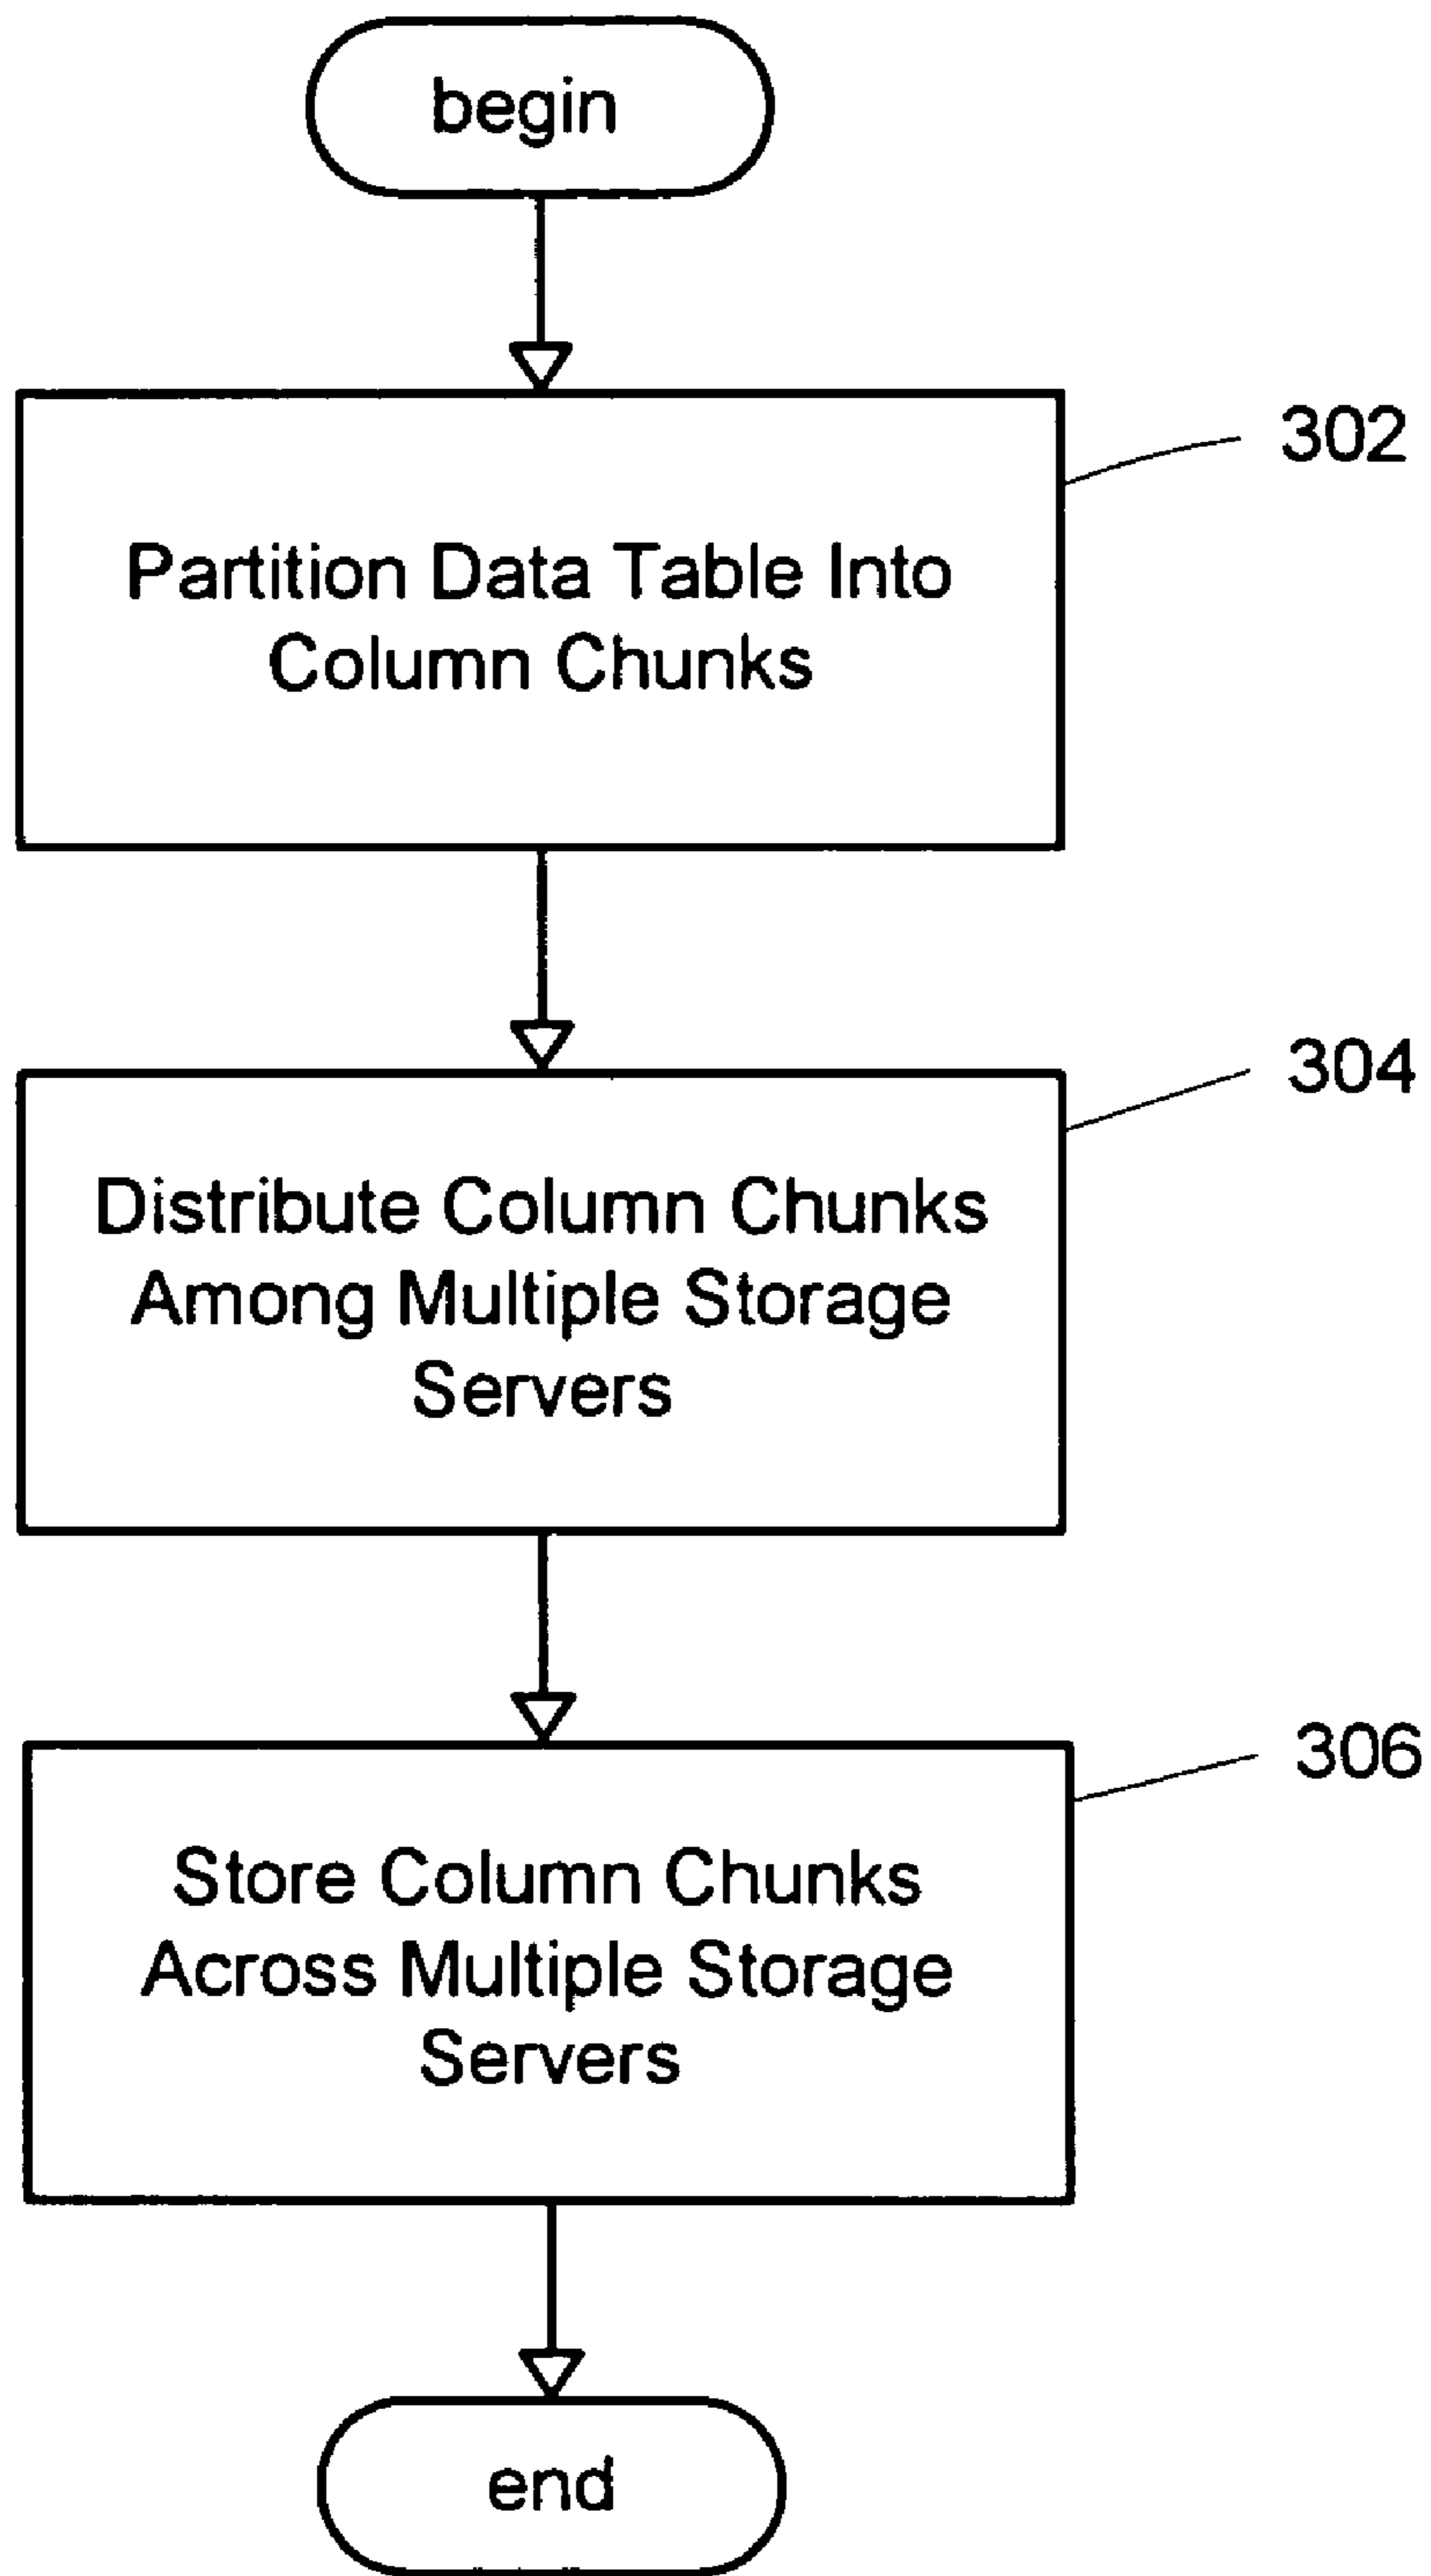 begin
302
Partition Data Table Into
Column Chunks
304
Distribute Column Chunks
Among Multiple Storage
Servers
306
Store Column Chunks
Across Multiple Storage
Servers
end